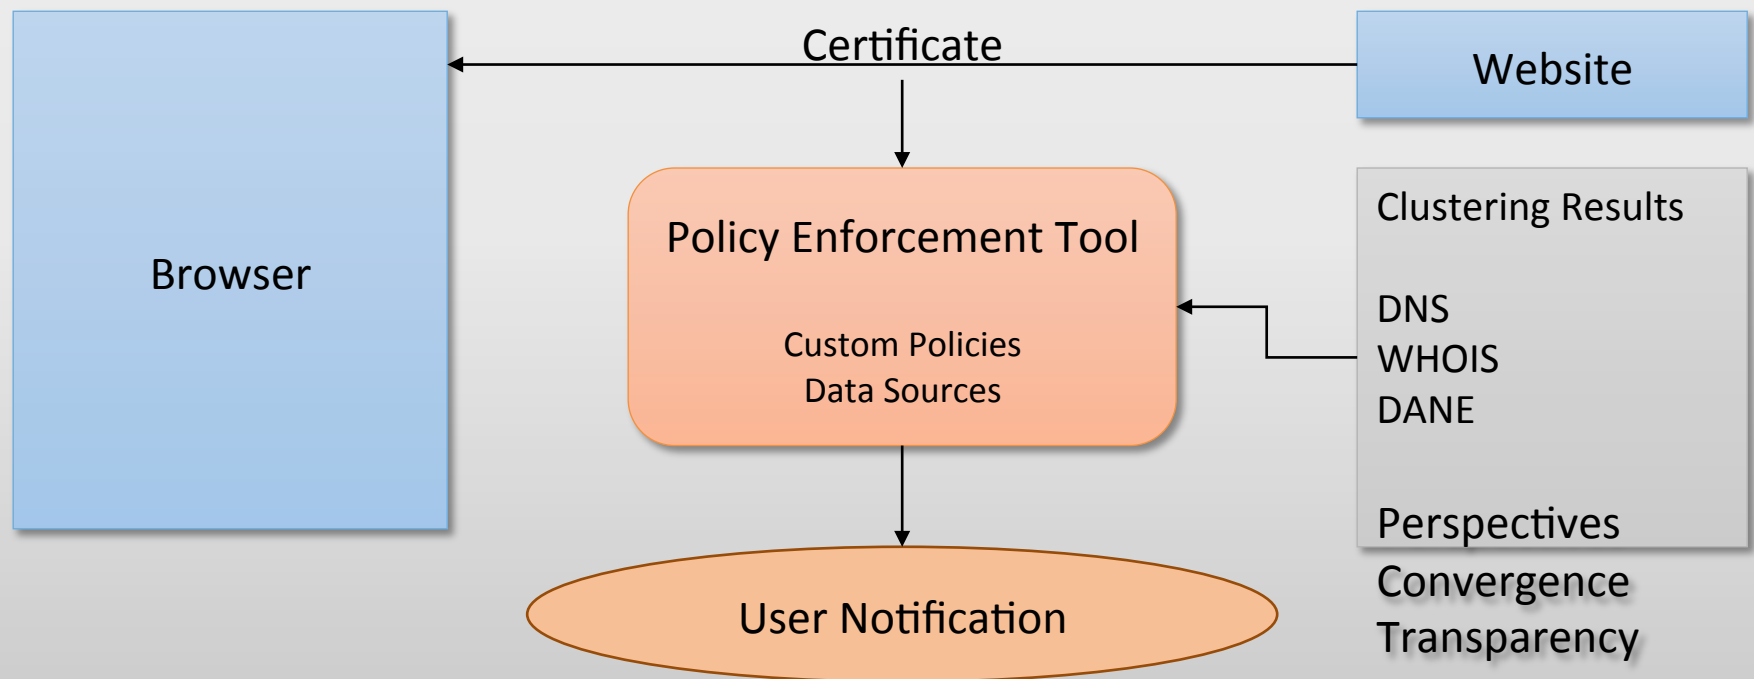 Certificate
Website
Browser
Policy Enforcement Tool
Custom Policies
Data Sources
Clustering Results
DNS
WHOIS
DANE
Perspectives
Convergence
Transparency
User Notification